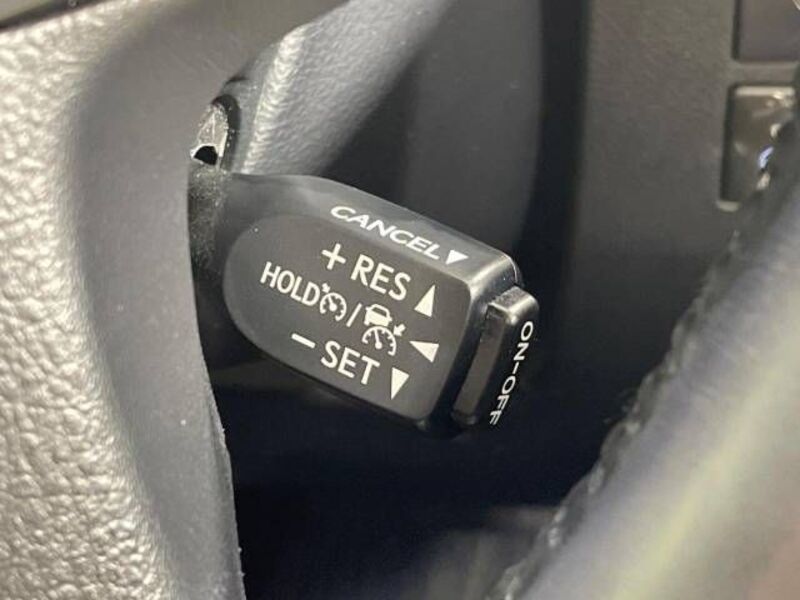 CANCEL▼
+ RES ▲
HOLD / ◀
− SET ▼
ON-OFF